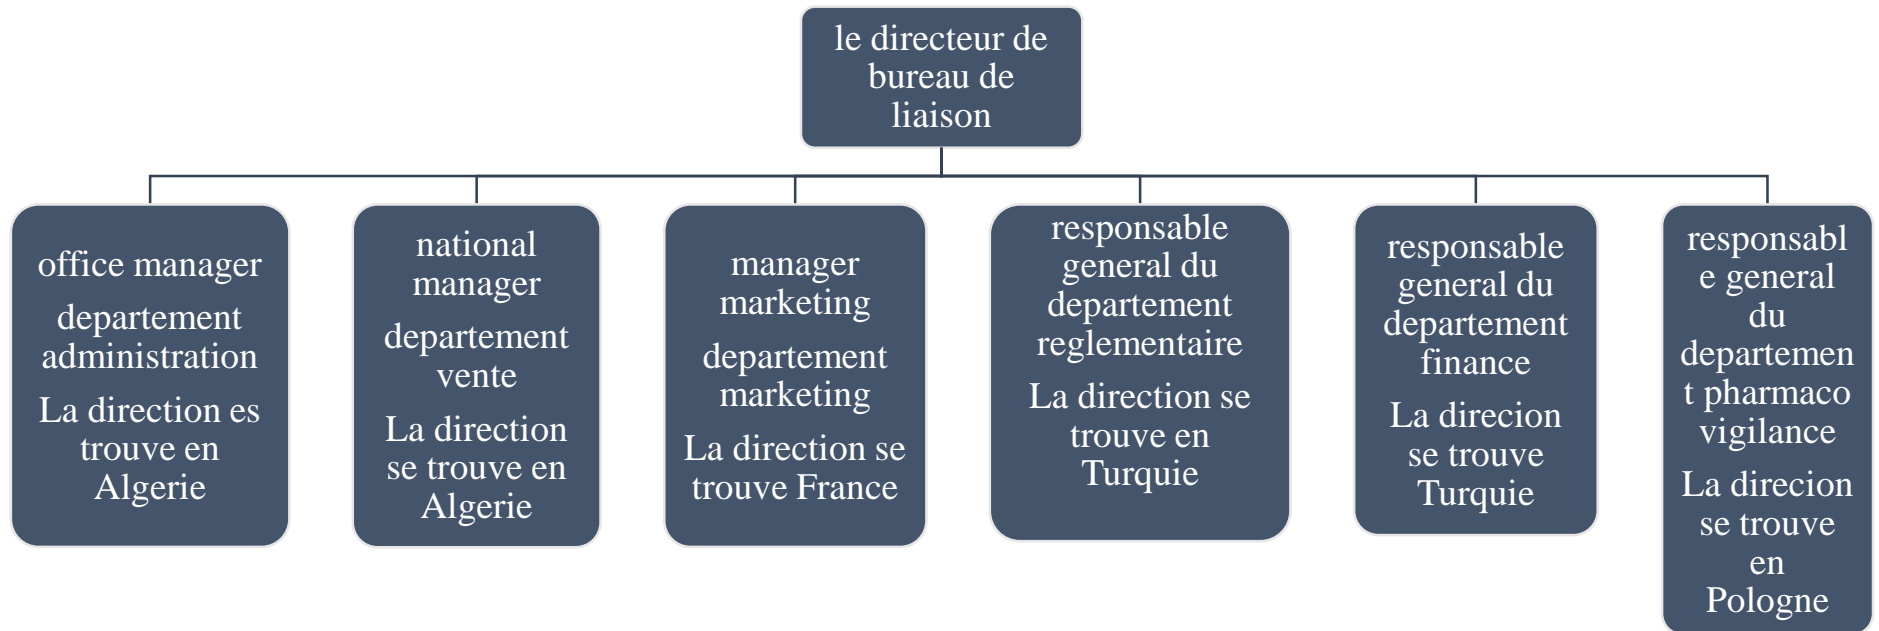 le directeur de
bureau de
liaison
office manager
departement
administration
La direction es
trouve en
Algerie
national
manager
departement
vente
La direction
se trouve en
Algerie
manager
marketing
departement
marketing
La direction se
trouve France
responsable
general du
departement
reglementaire
La direction se
trouve en
Turquie
responsable
general du
departement
finance
La direcion
se trouve
Turquie
responsabl
e general
du
departemen
t pharmaco
vigilance
La direcion
se trouve
en
Pologne